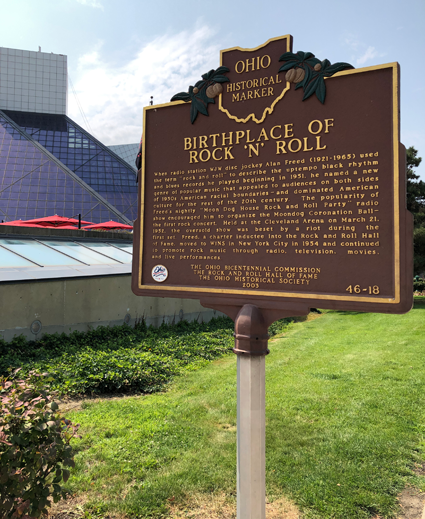 OHIO
HISTORICAL
MARKER
BIRTHPLACE OF
ROCK 'N' ROLL
When radio station WJW disc jockey Alan Freed (1921-1965) used
the term "rock and roll" to describe the uptempo black rhythm
and blues records he played beginning in 1951, he named a new
genre of popular music that appealed to audiences on both sides
of 1950s American racial boundaries—and dominated American
culture for the rest of the 20th century. The popularity of
Freed's nightly "Moon Dog House Rock and Roll Party" radio
show encouraged him to organize the Moondog Coronation Ball—
the first rock concert. Held at the Cleveland Arena on March 21,
1952, the oversold show was beset by a riot during the
first set. Freed, a charter inductee into the Rock and Roll Hall
of Fame, moved to WINS in New York City in 1954 and continued
to promote rock music through radio, television, movies,
and live performances.
THE OHIO BICENTENNIAL COMMISSION
THE ROCK AND ROLL HALL OF FAME
THE OHIO HISTORICAL SOCIETY
2003
46-18